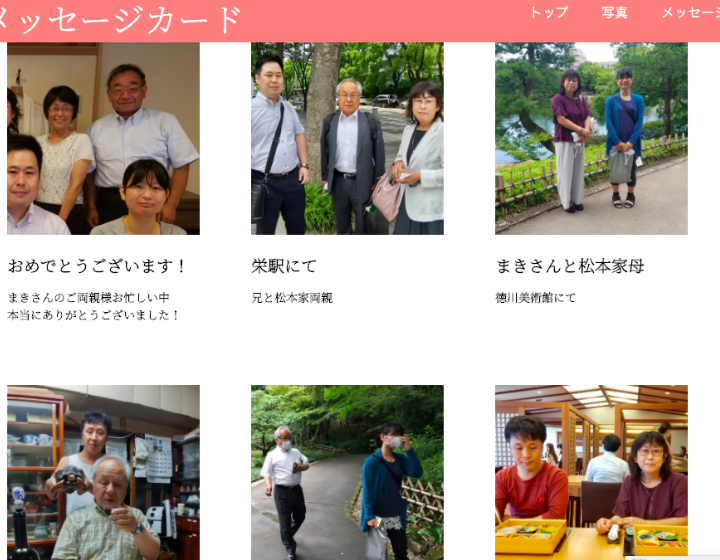 メッセージカード
トップ 写真 メッセージ
おめでとうございます！
まきさんのご両親様お忙しい中
本当にありがとうございました！
栄駅にて
兄と松本家両親
まきさんと松本家母
徳川美術館にて